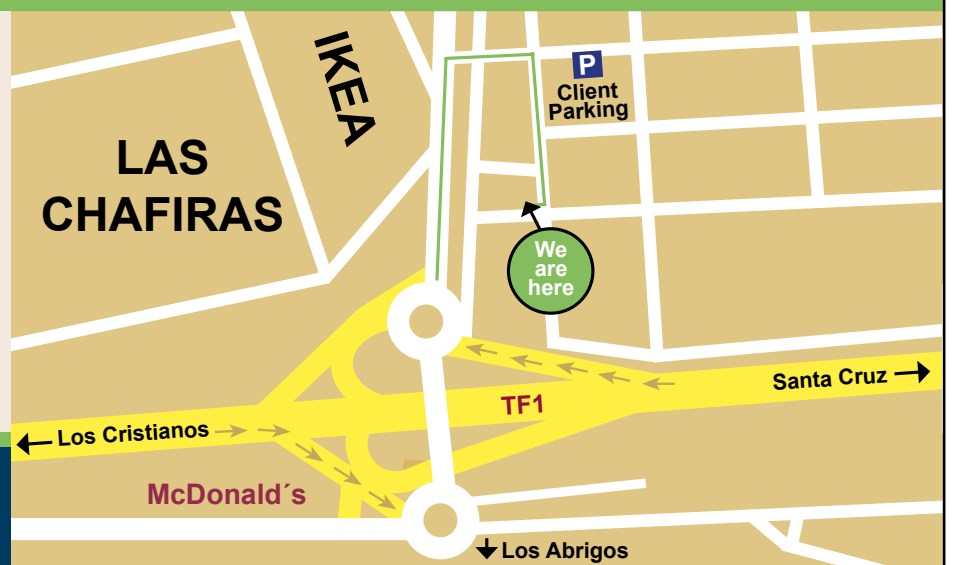 IKEA
P
Client
Parking
LAS
CHAFIRAS
We
are
here
Santa Cruz
TF1
Los Cristianos
McDonald´s
Los Abrigos